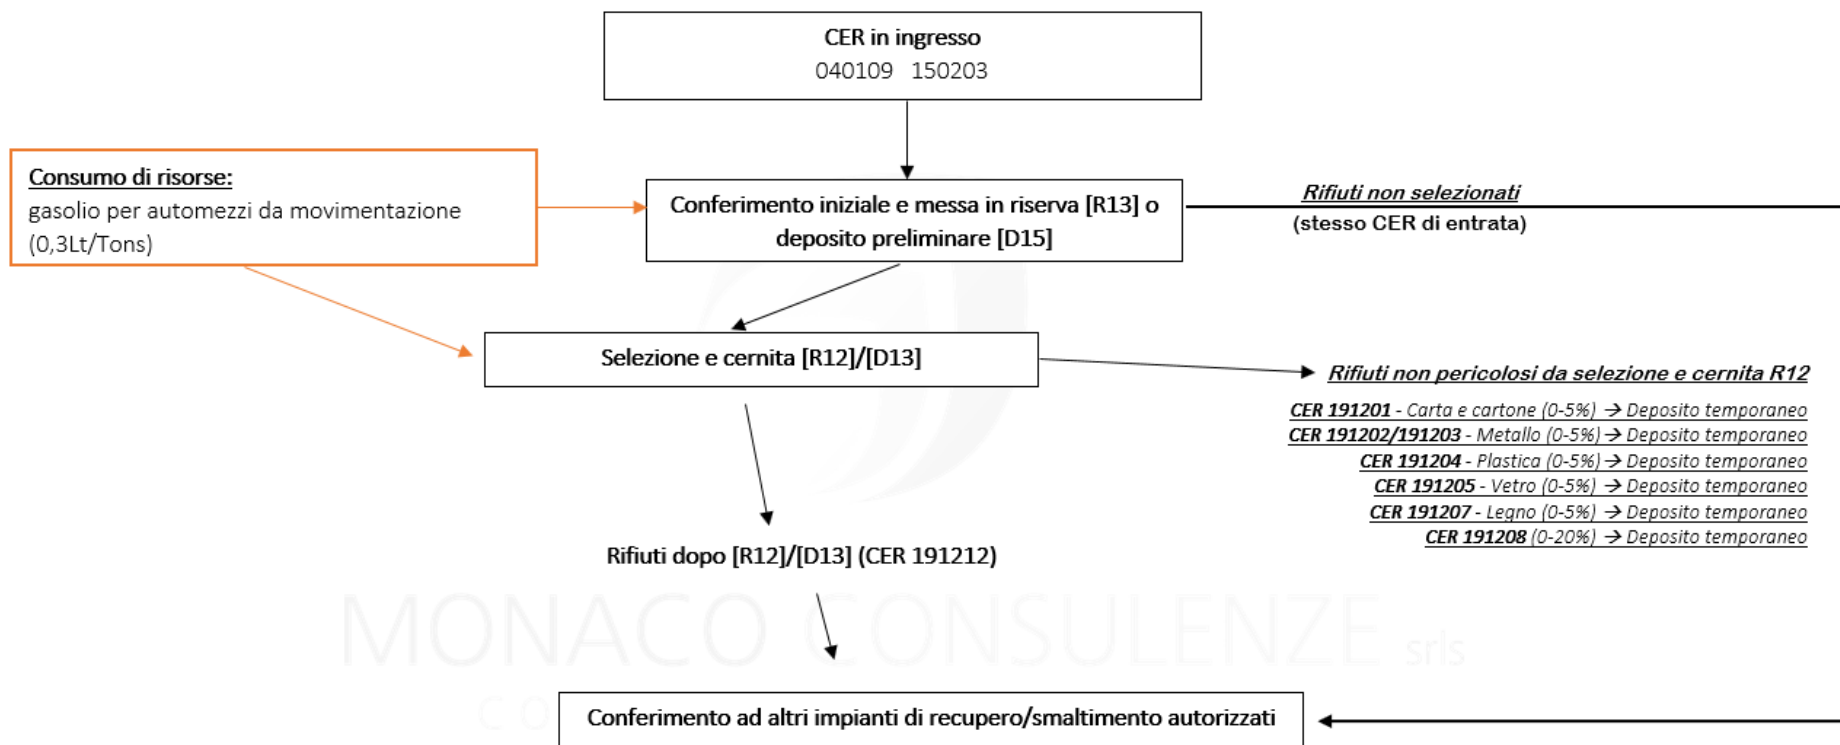 CER in ingresso
040109 150203
Consumo di risorse:
gasolio per automezzi da movimentazione
(0,3Lt/Tons)
Conferimento iniziale e messa in riserva [R13] o
deposito preliminare [D15]
Rifiuti non selezionati
(stesso CER di entrata)
Selezione e cernita [R12]/[D13]
Rifiuti non pericolosi da selezione e cernita R12
CER 191201 - Carta e cartone (0-5%) → Deposito temporaneo
CER 191202/191203 - Metallo (0-5%) → Deposito temporaneo
CER 191204 - Plastica (0-5%) → Deposito temporaneo
CER 191205 - Vetro (0-5%) → Deposito temporaneo
CER 191207 - Legno (0-5%) → Deposito temporaneo
CER 191208 (0-20%) → Deposito temporaneo
Rifiuti dopo [R12]/[D13] (CER 191212)
MONACO CONSULENZE srls
Conferimento ad altri impianti di recupero/smaltimento autorizzati